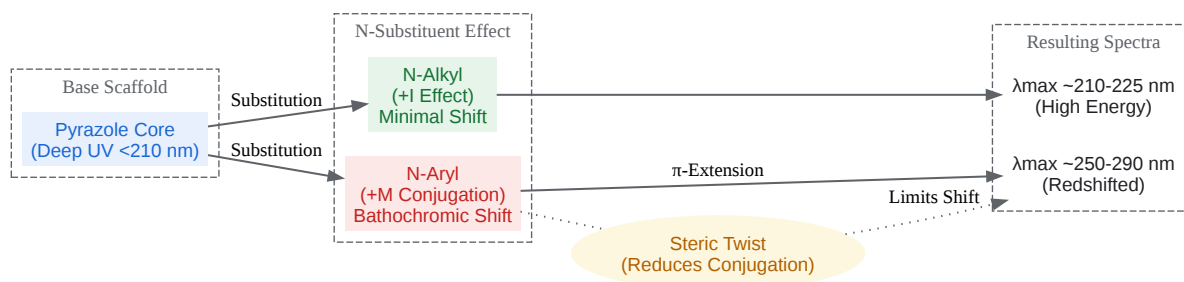 Base Scaffold
Pyrazole Core
(Deep UV <210 nm)
Substitution
Substitution
N-Substituent Effect
N-Alkyl
(+I Effect)
Minimal Shift
N-Aryl
(+M Conjugation)
Bathochromic Shift
π-Extension
Limits Shift
Steric Twist
(Reduces Conjugation)
Resulting Spectra
λmax ~210-225 nm
(High Energy)
λmax ~250-290 nm
(Redshifted)